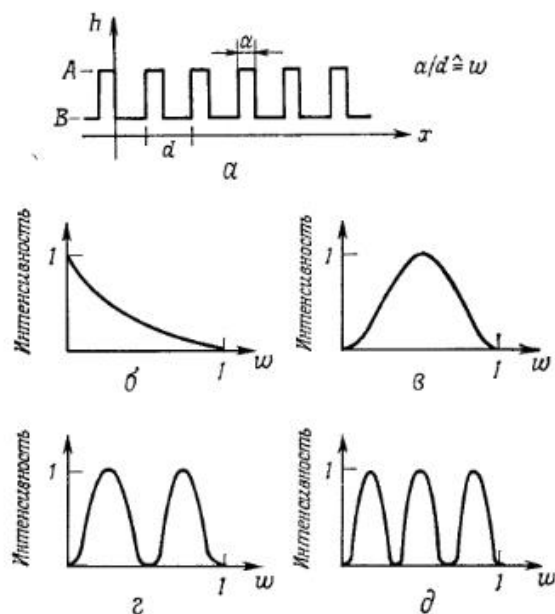 h
A
B
α
d
x
α/d ≙ w
а
Интенсивность
1
1
w
б
Интенсивность
1
1
w
в
Интенсивность
1
1
w
г
Интенсивность
1
1
w
д